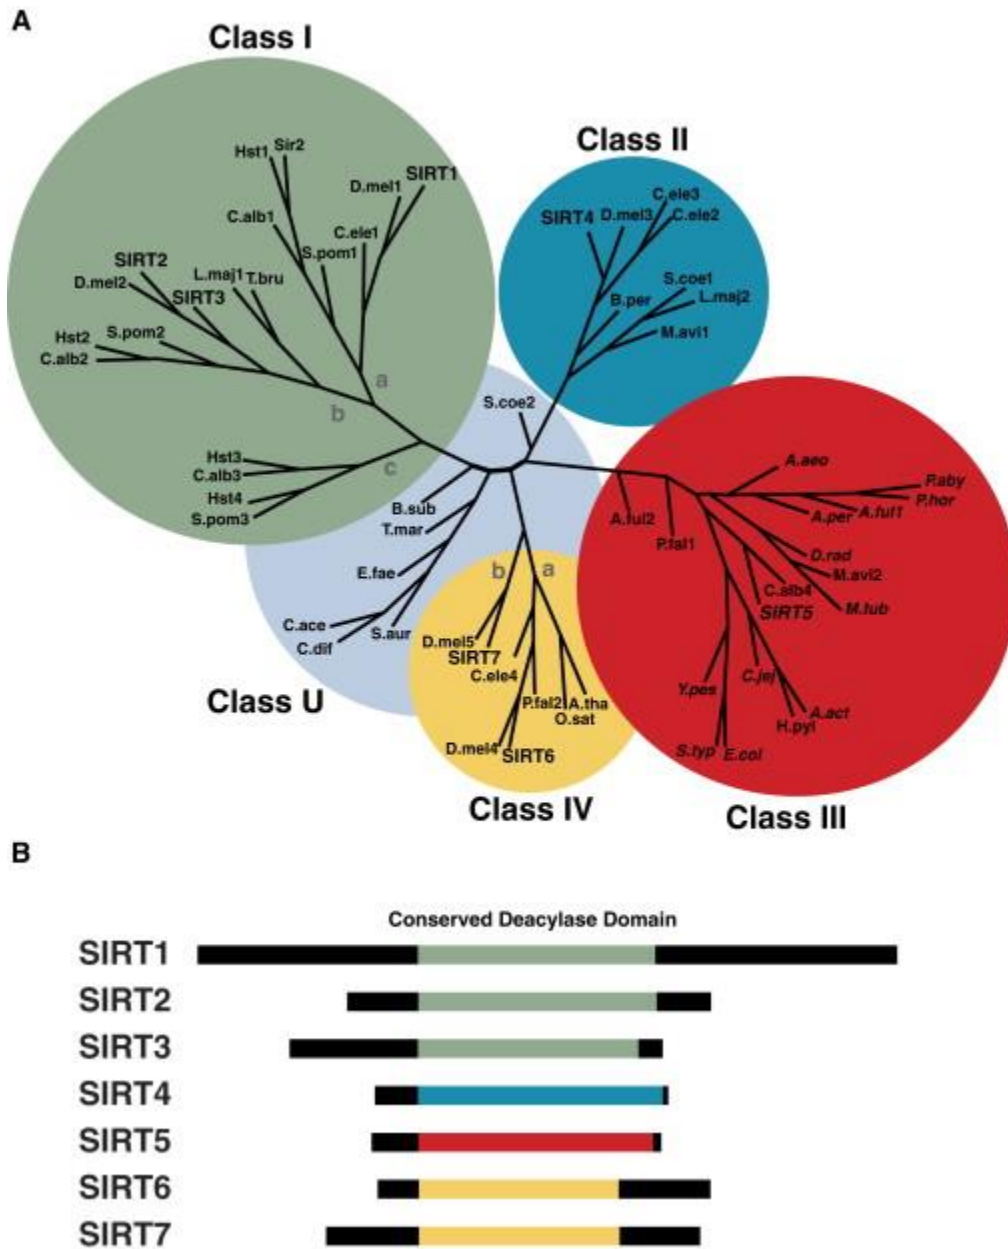 A
Class I
Class II
Hst1 Sir2
D.mel1 SIRT1
C.alb1
C.ele1
S.pom1
SIRT2
D.mel2
L.maj1 T.bru
SIRT3
Hst2 S.pom2
C.alb2
a
b
c
Hst3
C.alb3
Hst4
S.pom3
C.ele3
SIRT4 D.mel3 C.ele2
S.coe1
B.per L.maj2
M.avi1
S.coe2
B.sub
T.mar
E.fae
C.ace
S.aur
C.dif
Class U
b a
D.mel5
SIRT7
C.ele4
P.fal2 A.tha
O.sat
D.mel4
SIRT6
Class IV
A.aeo
P.aby
P.hor
A.ful2
A.per A.ful1
P.fal1
D.rad
M.avi2
C.alb4
SIRT5 M.tub
Y.pes C.jej
A.act
H.pyl
S.typ E.col
Class III
B
Conserved Deacylase Domain
SIRT1
SIRT2
SIRT3
SIRT4
SIRT5
SIRT6
SIRT7